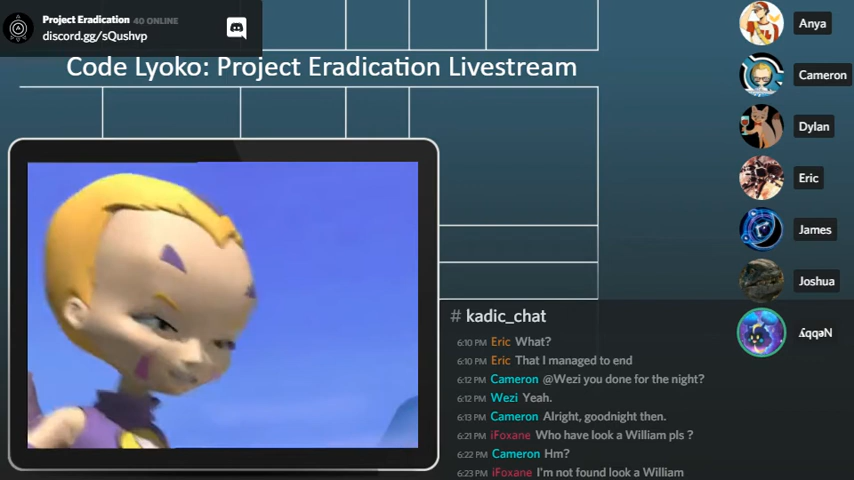 Project Eradication 40 ONLINE
discord.gg/sQushvp
Code Lyoko: Project Eradication Livestream
Anya
Cameron
Dylan
Eric
James
Joshua
ʎqqǝN
# kadic_chat
6:10 PM Eric What?
6:10 PM Eric That I managed to end
6:12 PM Cameron @Wezi you done for the night?
6:12 PM Wezi Yeah.
6:13 PM Cameron Alright, goodnight then.
6:21 PM iFoxane Who have look a William pls ?
6:22 PM Cameron Hm?
6:23 PM iFoxane I'm not found look a William